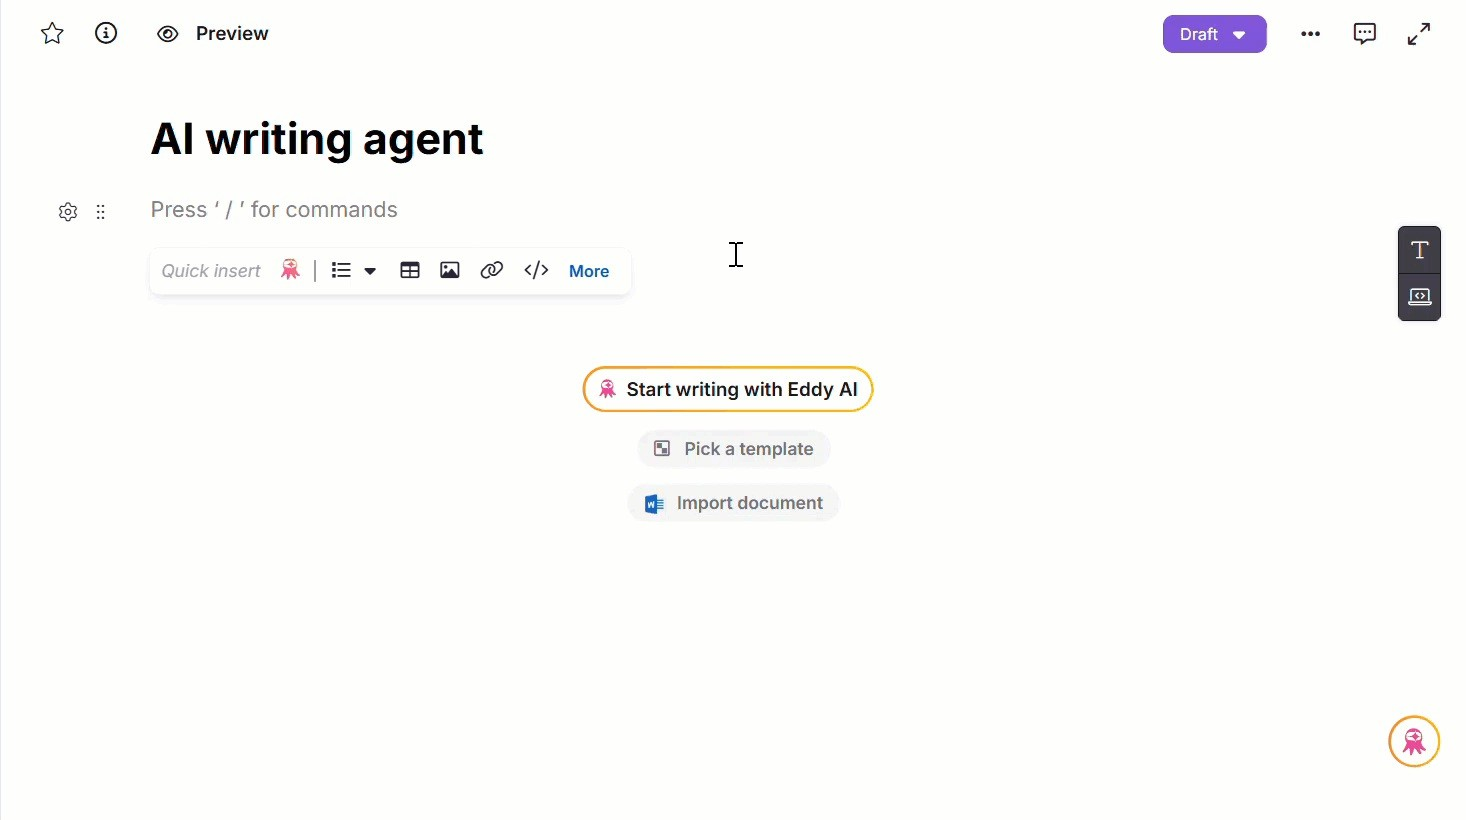 Preview
Draft
AI writing agent
Press ‘ / ’ for commands
Quick insert
More
Start writing with Eddy AI
Pick a template
Import document